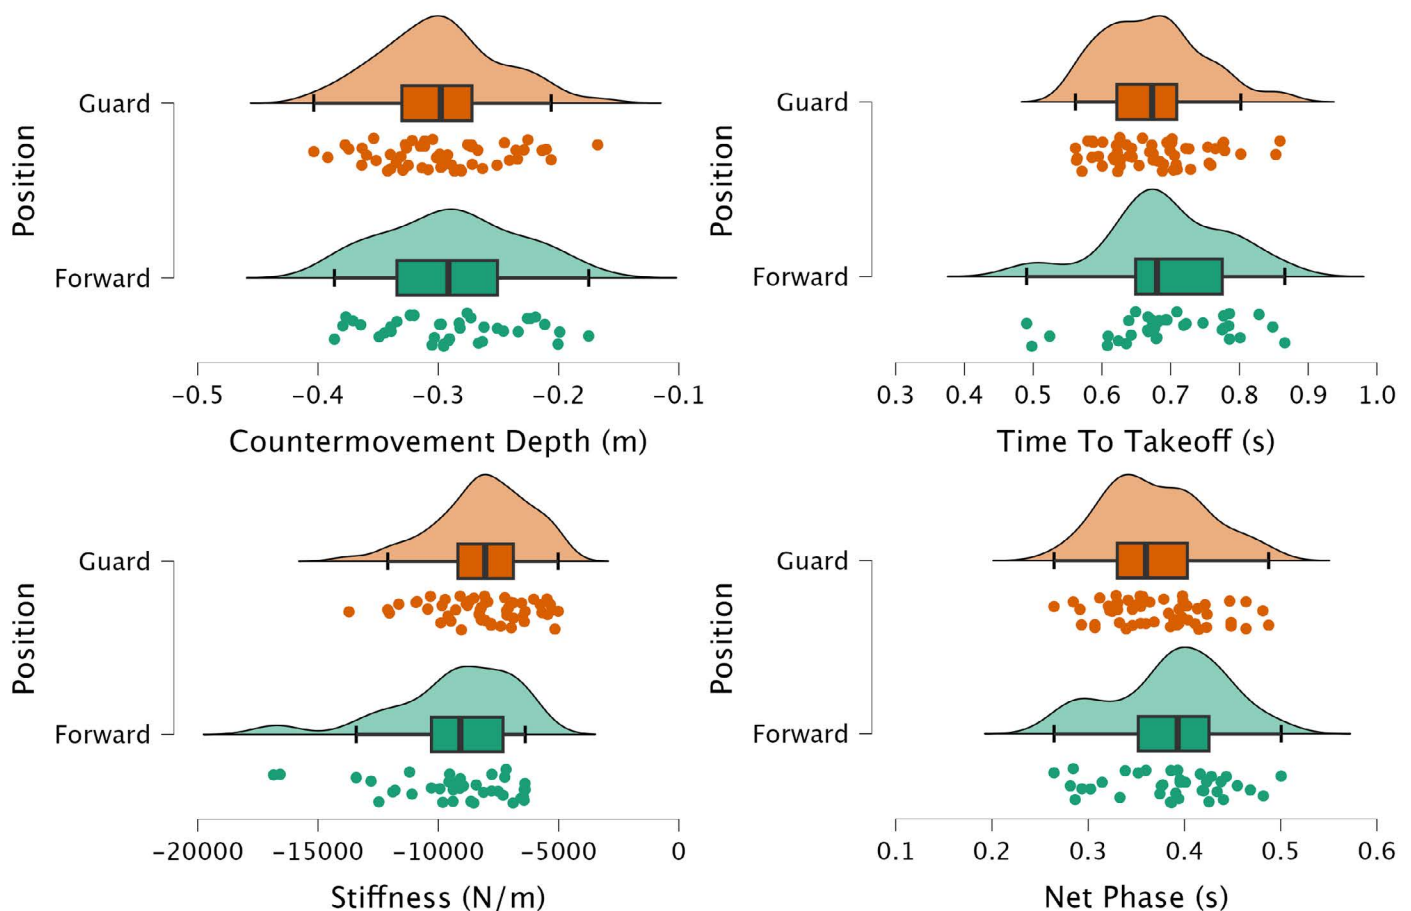 Position
Guard
Forward
−0.5 −0.4 −0.3 −0.2 −0.1
Countermovement Depth (m)
Position
Guard
Forward
0.3 0.4 0.5 0.6 0.7 0.8 0.9 1.0
Time To Takeoff (s)
Position
Guard
Forward
−20000 −15000 −10000 −5000 0
Stiffness (N/m)
Position
Guard
Forward
0.1 0.2 0.3 0.4 0.5 0.6
Net Phase (s)